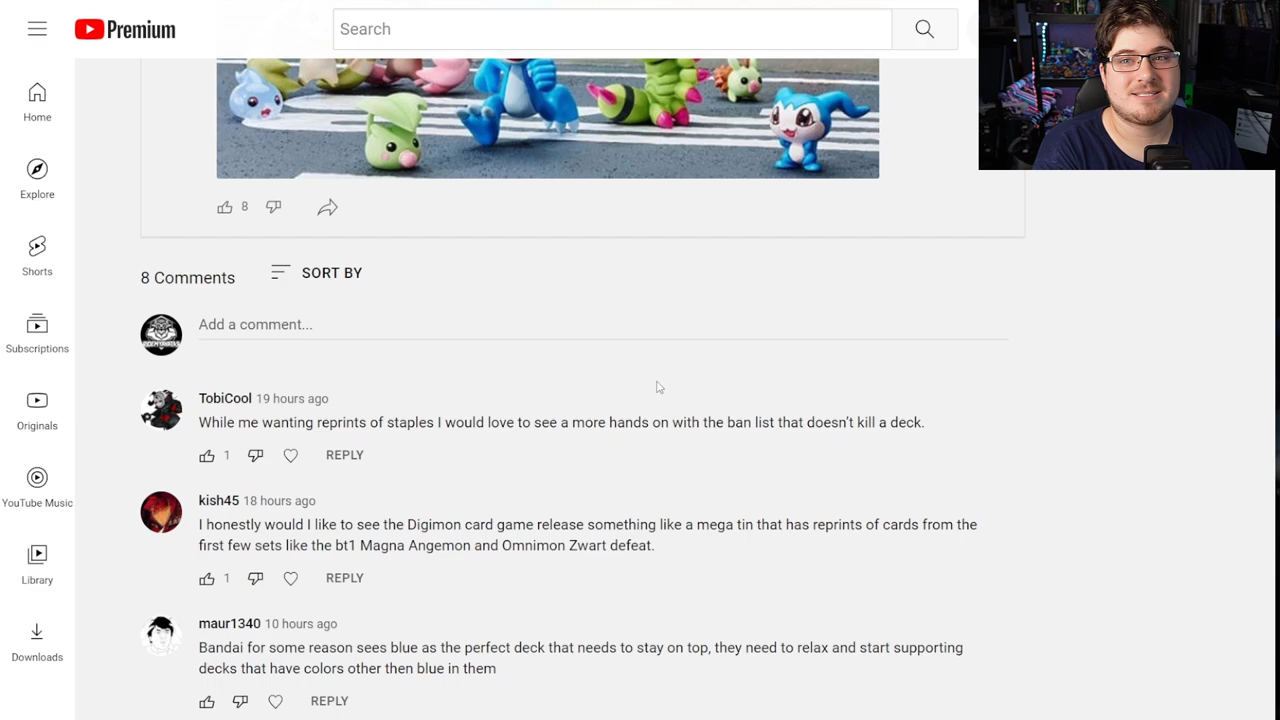 Premium
Search
Home
Explore
Shorts
Subscriptions
Originals
YouTube Music
Library
Downloads
8
8 Comments
SORT BY
Add a comment...
TobiCool 19 hours ago
While me wanting reprints of staples I would love to see a more hands on with the ban list that doesn't kill a deck.
1
REPLY
kish45 18 hours ago
I honestly would I like to see the Digimon card game release something like a mega tin that has reprints of cards from the
first few sets like the bt1 Magna Angemon and Omnimon Zwart defeat.
1
REPLY
maur1340 10 hours ago
Bandai for some reason sees blue as the perfect deck that needs to stay on top, they need to relax and start supporting
decks that have colors other then blue in them
REPLY